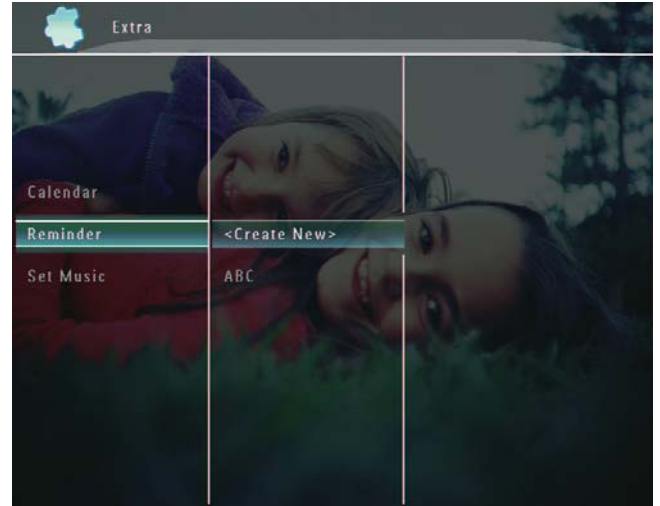 Extra
Calendar
Reminder
<Create New>
Set Music
ABC